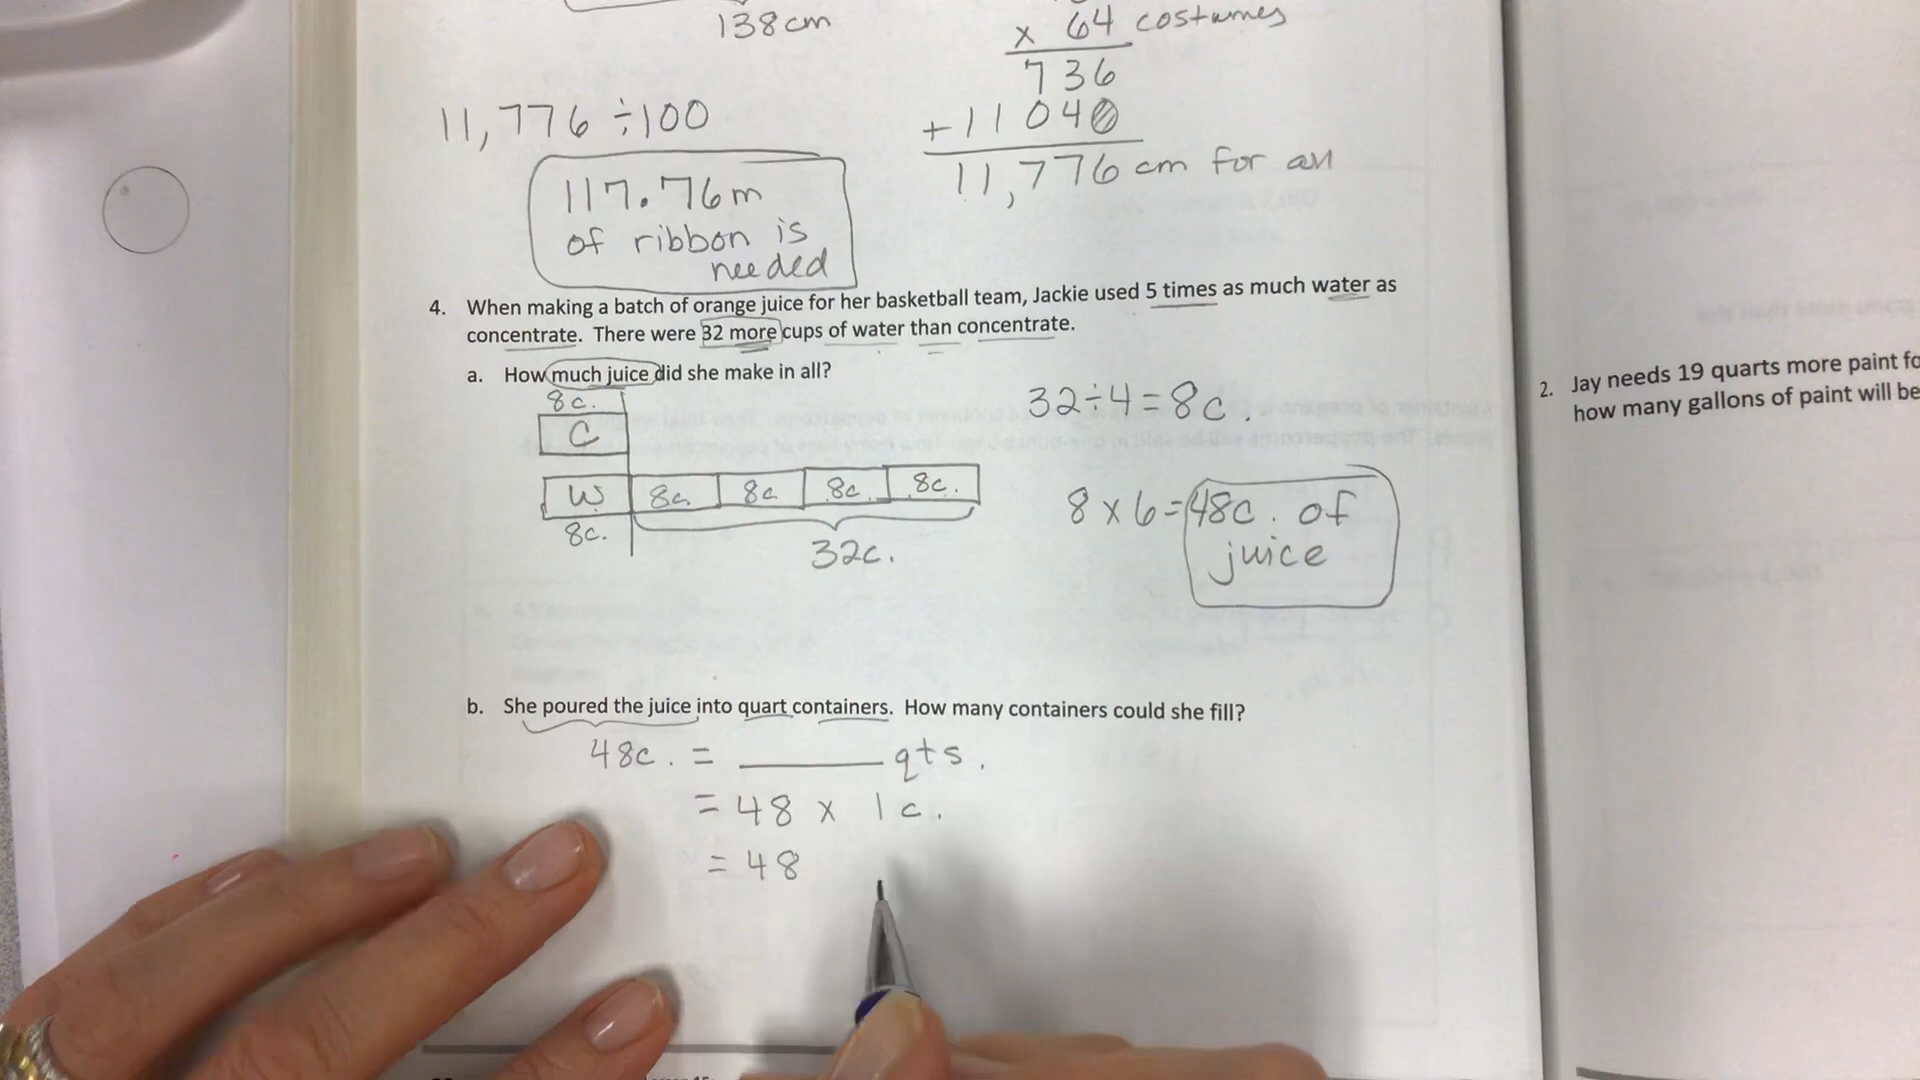 138cm
x 64 costumes
736
+11040
11,776 cm for all
11,776 ÷100
117.76m
of ribbon is
needed
4. When making a batch of orange juice for her basketball team, Jackie used 5 times as much water as
concentrate. There were 32 more cups of water than concentrate.
a. How much juice did she make in all?
8c.
C
W 8c. 8c 8c. 8c.
8c.
32c.
32÷4=8c.
8 x 6=48c. of
juice
b. She poured the juice into quart containers. How many containers could she fill?
48c. = ______ qts.
= 48 x 1c.
= 48
2. Jay needs 19 quarts more paint
how many gallons of paint will be